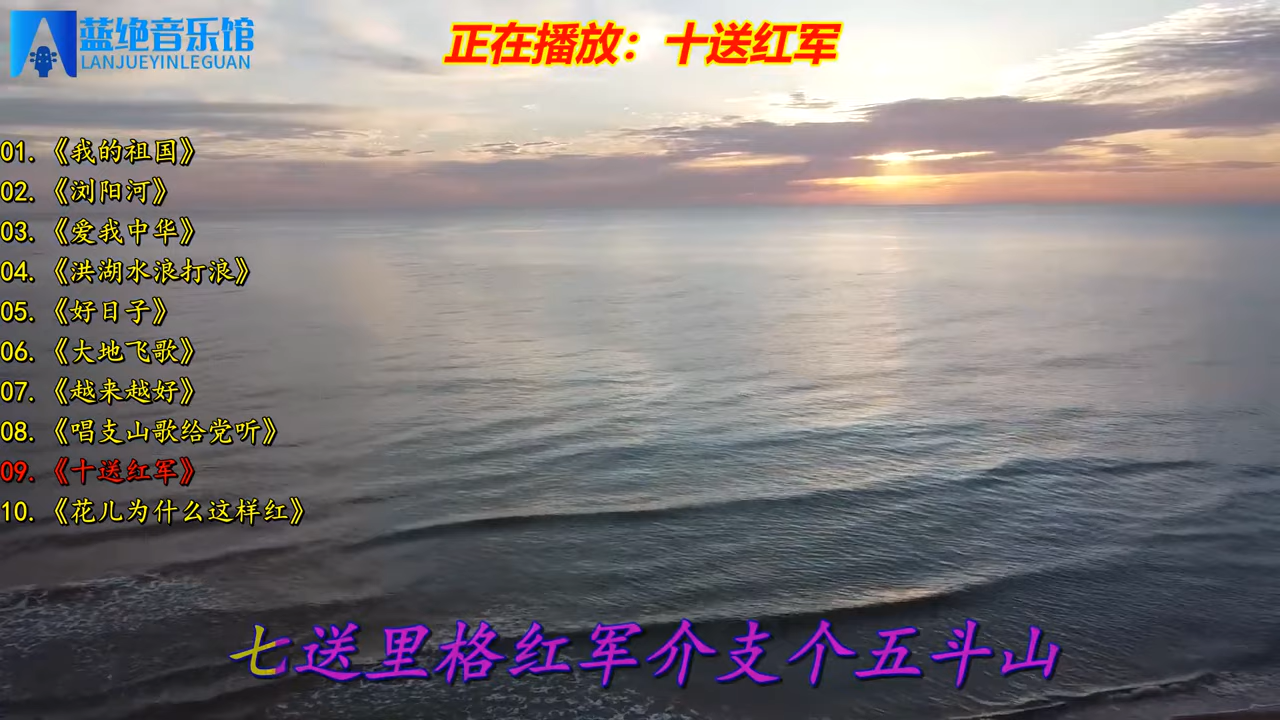 蓝绝音乐馆
LANJUEYINLEGUAN
正在播放：十送红军
01.《我的祖国》
02.《浏阳河》
03.《爱我中华》
04.《洪湖水浪打浪》
05.《好日子》
06.《大地飞歌》
07.《越来越好》
08.《唱支山歌给党听》
09.《十送红军》
10.《花儿为什么这样红》
七送里格红军介支个五斗山